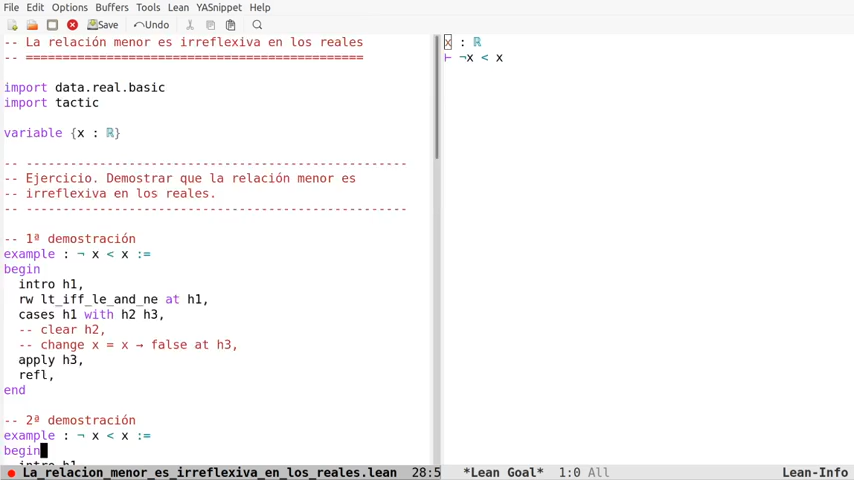 File Edit Options Buffers Tools Lean YASnippet Help
Save Undo
-- La relación menor es irreflexiva en los reales
-- ==============================================
import data.real.basic
import tactic
variable {x : ℝ}
-- ----------------------------------------------------
-- Ejercicio. Demostrar que la relación menor es
-- irreflexiva en los reales.
-- ----------------------------------------------------
-- 1ª demostración
example : ¬ x < x :=
begin
  intro h1,
  rw lt_iff_le_and_ne at h1,
  cases h1 with h2 h3,
  -- clear h2,
  -- change x = x → false at h3,
  apply h3,
  refl,
end
-- 2ª demostración
example : ¬ x < x :=
begin
  intro h1
La_relacion_menor_es_irreflexiva_en_los_reales.lean 28:5
x : ℝ
⊢ ¬x < x
*Lean Goal* 1:0 All Lean-Info